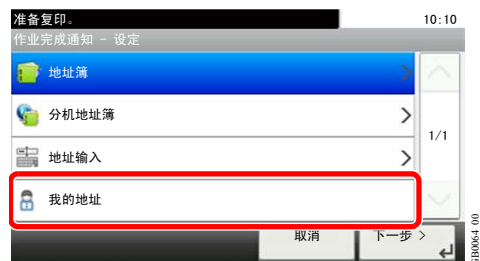 准备复印。 10:10
作业完成通知 - 设定
地址簿
分机地址簿
1/1
地址输入
我的地址
取消 下一步 >